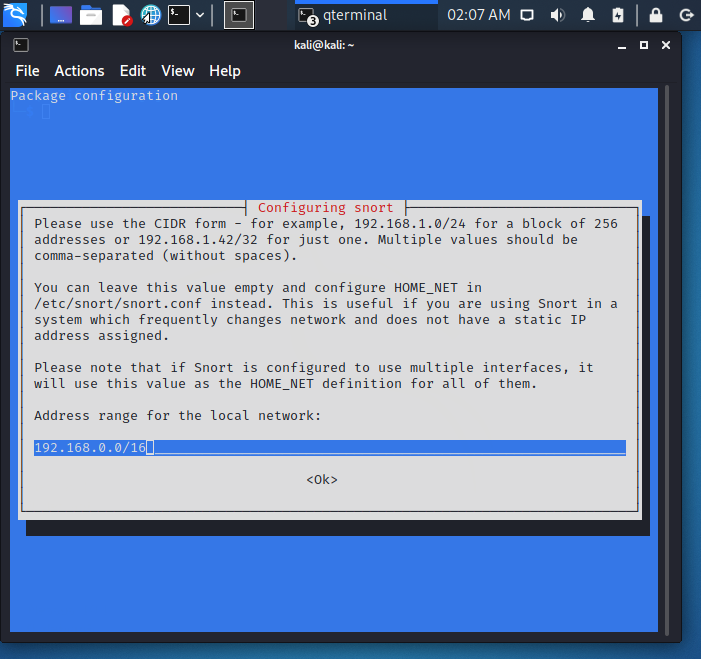 3 qterminal
02:07 AM
kali@kali: ~
File Actions Edit View Help
Package configuration
Configuring snort
Please use the CIDR form - for example, 192.168.1.0/24 for a block of 256
addresses or 192.168.1.42/32 for just one. Multiple values should be
comma-separated (without spaces).
You can leave this value empty and configure HOME_NET in
/etc/snort/snort.conf instead. This is useful if you are using Snort in a
system which frequently changes network and does not have a static IP
address assigned.
Please note that if Snort is configured to use multiple interfaces, it
will use this value as the HOME_NET definition for all of them.
Address range for the local network:
192.168.0.0/16
<Ok>